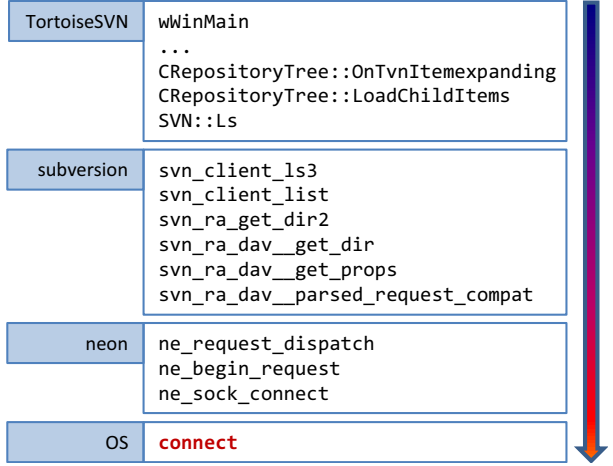 TortoiseSVN
wWinMain
...
CRepositoryTree::OnTvnItemexpanding
CRepositoryTree::LoadChildItems
SVN::Ls
subversion
svn_client_ls3
svn_client_list
svn_ra_get_dir2
svn_ra_dav__get_dir
svn_ra_dav__get_props
svn_ra_dav__parsed_request_compat
neon
ne_request_dispatch
ne_begin_request
ne_sock_connect
OS
connect